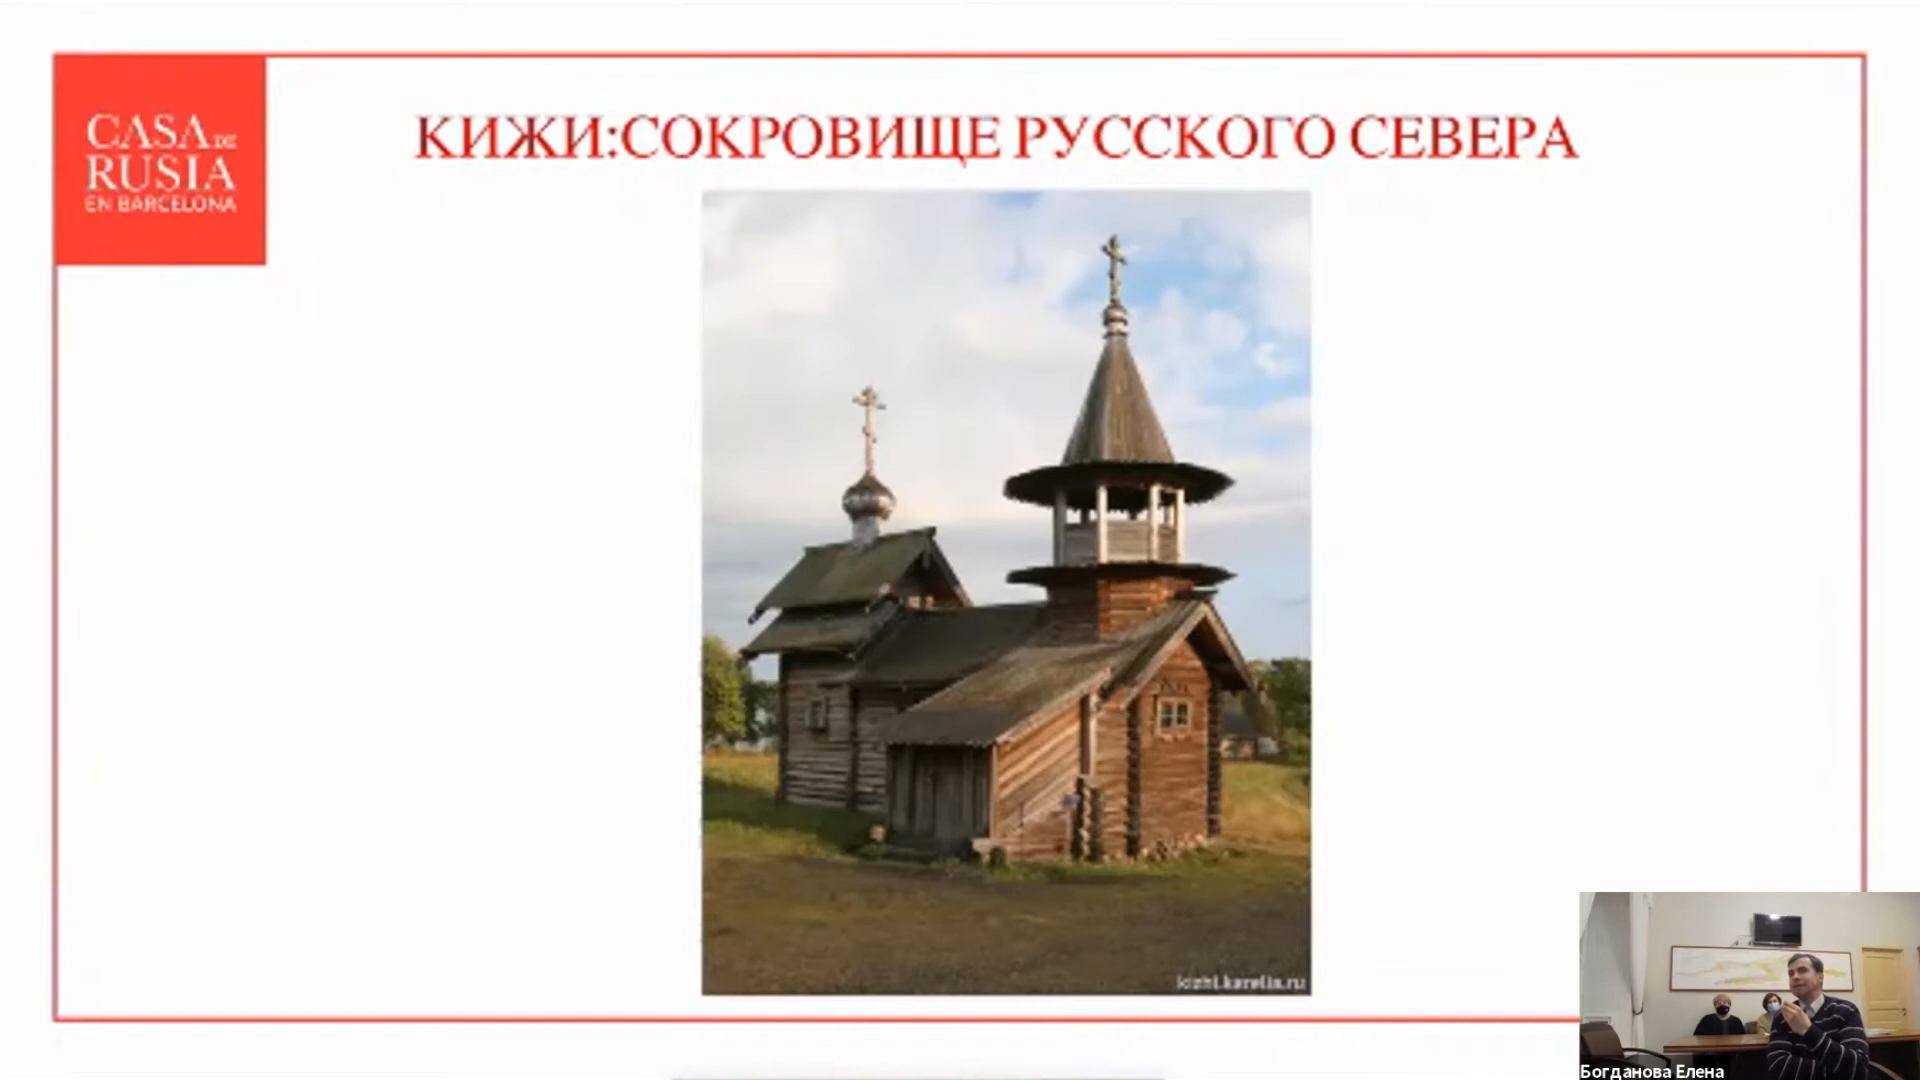 CASA DE
RUSIA
EN BARCELONA
КИЖИ:СОКРОВИЩЕ РУССКОГО СЕВЕРА
kizhi.karelia.ru
Богданова Елена